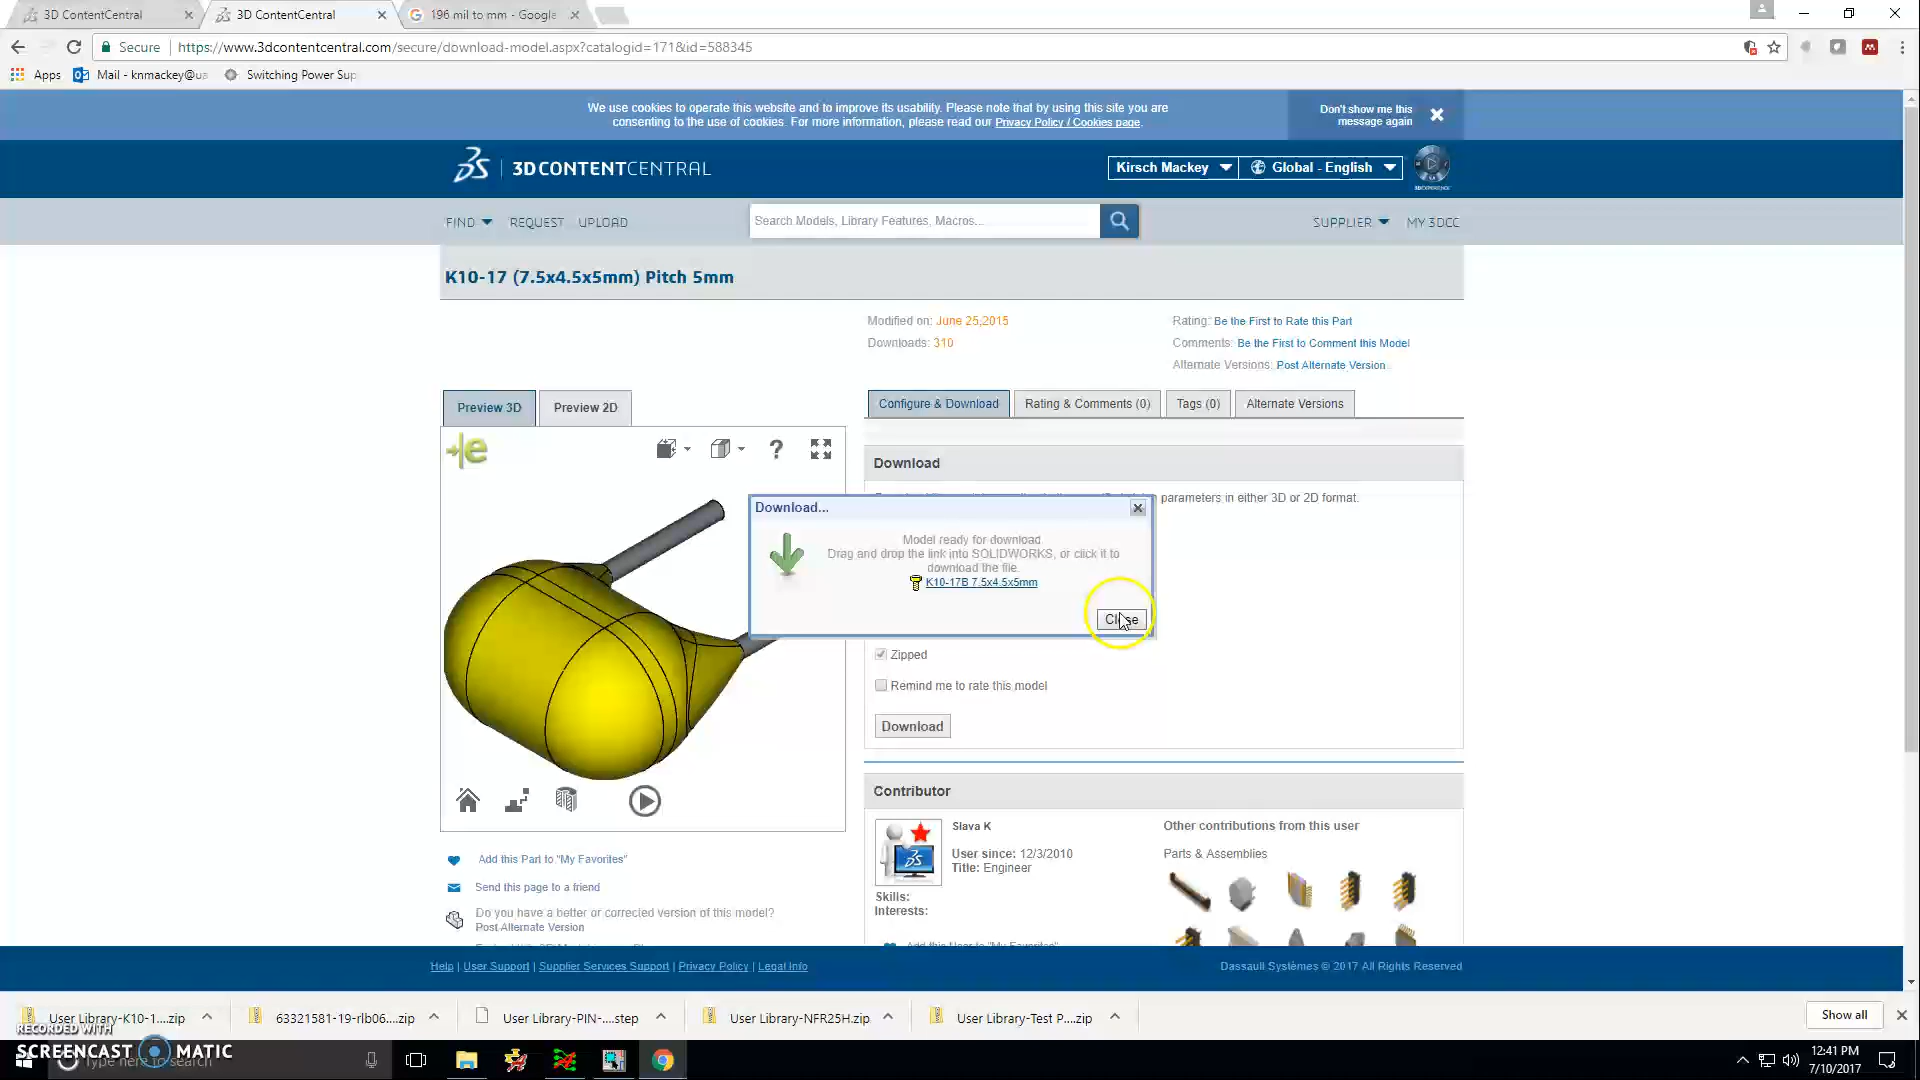 3D ContentCentral
3D ContentCentral
196 mil to mm - Google
Secure
https://www.3dcontentcentral.com/secure/download-model.aspx?catalogid=171&id=588345
Apps
Mail - knmackey@ua
Switching Power Sup
We use cookies to operate this website and to improve its usability. Please note that by using this site you are
consenting to the use of cookies. For more information, please read our Privacy Policy / Cookies page.
Don't show me this
message again
3DCONTENTCENTRAL
Kirsch Mackey
Global - English
3DEXPERIENCE
FIND
REQUEST
UPLOAD
Search Models, Library Features, Macros...
SUPPLIER
MY 3DCC
K10-17 (7.5x4.5x5mm) Pitch 5mm
Modified on: June 25,2015
Downloads: 310
Rating: Be the First to Rate this Part
Comments: Be the First to Comment this Model
Alternate Versions: Post Alternate Version
Preview 3D
Preview 2D
Configure & Download
Rating & Comments (0)
Tags (0)
Alternate Versions
Download
parameters in either 3D or 2D format.
Download...
Model ready for download.
Drag and drop the link into SOLIDWORKS, or click it to
download the file.
K10-17B 7.5x4.5x5mm
Close
Zipped
Remind me to rate this model
Download
Contributor
Slava K
User since: 12/3/2010
Title: Engineer
Skills:
Interests:
Other contributions from this user
Parts & Assemblies
Add this Part to "My Favorites"
Send this page to a friend
Do you have a better or corrected version of this model?
Post Alternate Version
Add this User to "My Favorites"
Help | User Support | Supplier Services Support | Privacy Policy | Legal Info
Dassault Systèmes © 2017 All Rights Reserved
User Library-K10-1....zip
63321581-19-rlb06....zip
User Library-PIN-....step
User Library-NFR25H.zip
User Library-Test P....zip
Show all
RECORDED WITH
SCREENCAST MATIC
Type here to search
12:41 PM
7/10/2017